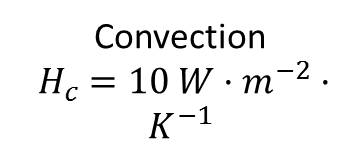 Convection
H_c = 10 W · m⁻² ·
K⁻¹